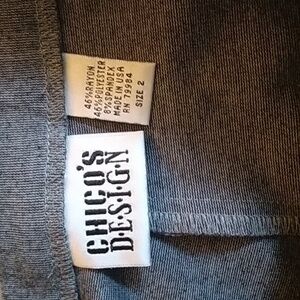 46%RAYON
46%POLYESTER
8%SPANDEX
MADE IN USA
RN 79984
SIZE 2
CHICO'S
D·E·S·I·G·N